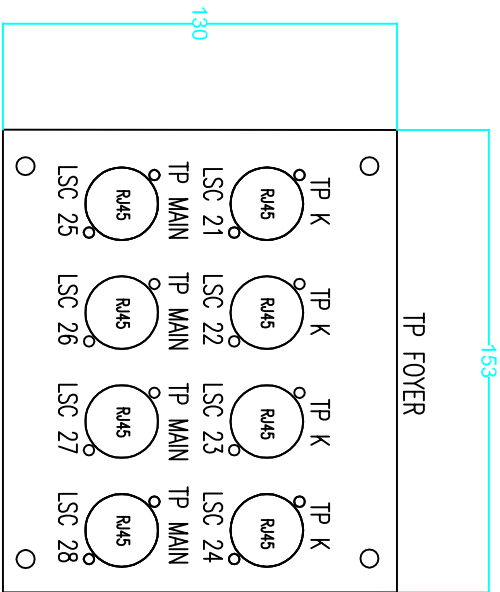 153
130
TP FOYER
TP K TP K TP K TP K
RJ45 RJ45 RJ45 RJ45
LSC 21 LSC 22 LSC 23 LSC 24
TP MAIN TP MAIN TP MAIN TP MAIN
RJ45 RJ45 RJ45 RJ45
LSC 25 LSC 26 LSC 27 LSC 28